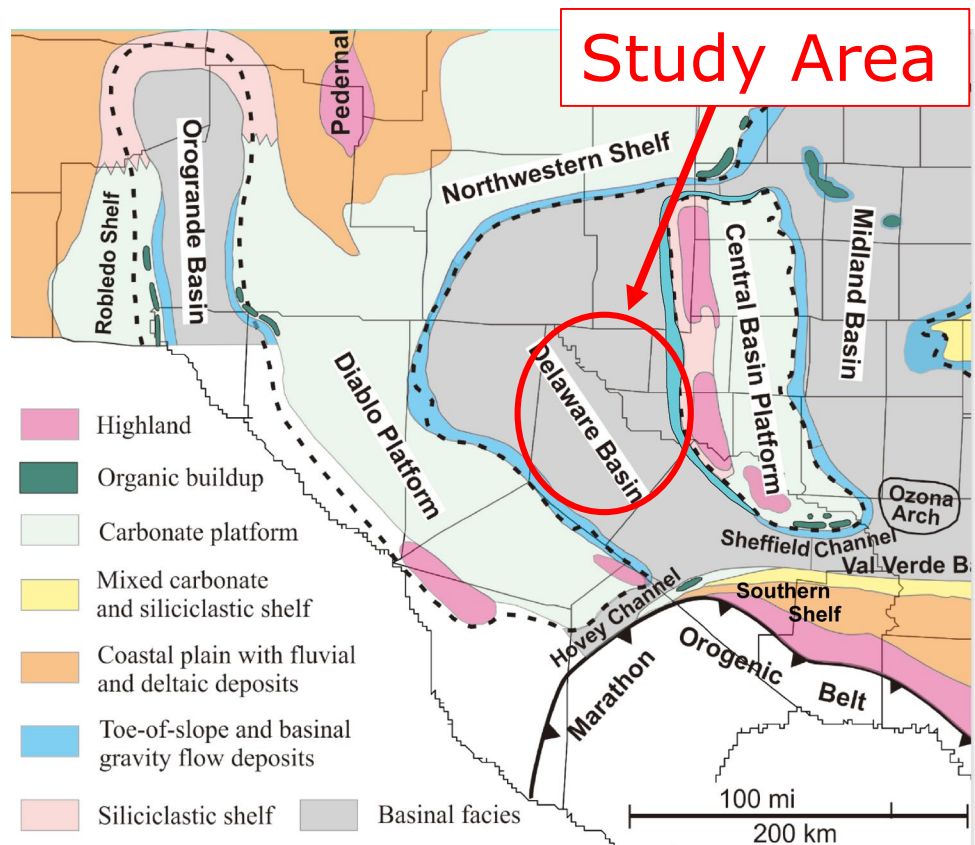 Study Area
Pedernal
Orogrande Basin
Robledo Shelf
Northwestern Shelf
Central Basin Platform
Midland Basin
Diablo Platform
Delaware Basin
Highland
Organic buildup
Carbonate platform
Mixed carbonate
and siliciclastic shelf
Coastal plain with fluvial
and deltaic deposits
Toe-of-slope and basinal
gravity flow deposits
Siliciclastic shelf
Basinal facies
Ozona
Arch
Sheffield Channel
Val Verde Ba
Southern
Shelf
Hovey Channel
Marathon
Orogenic
Belt
100 mi
200 km